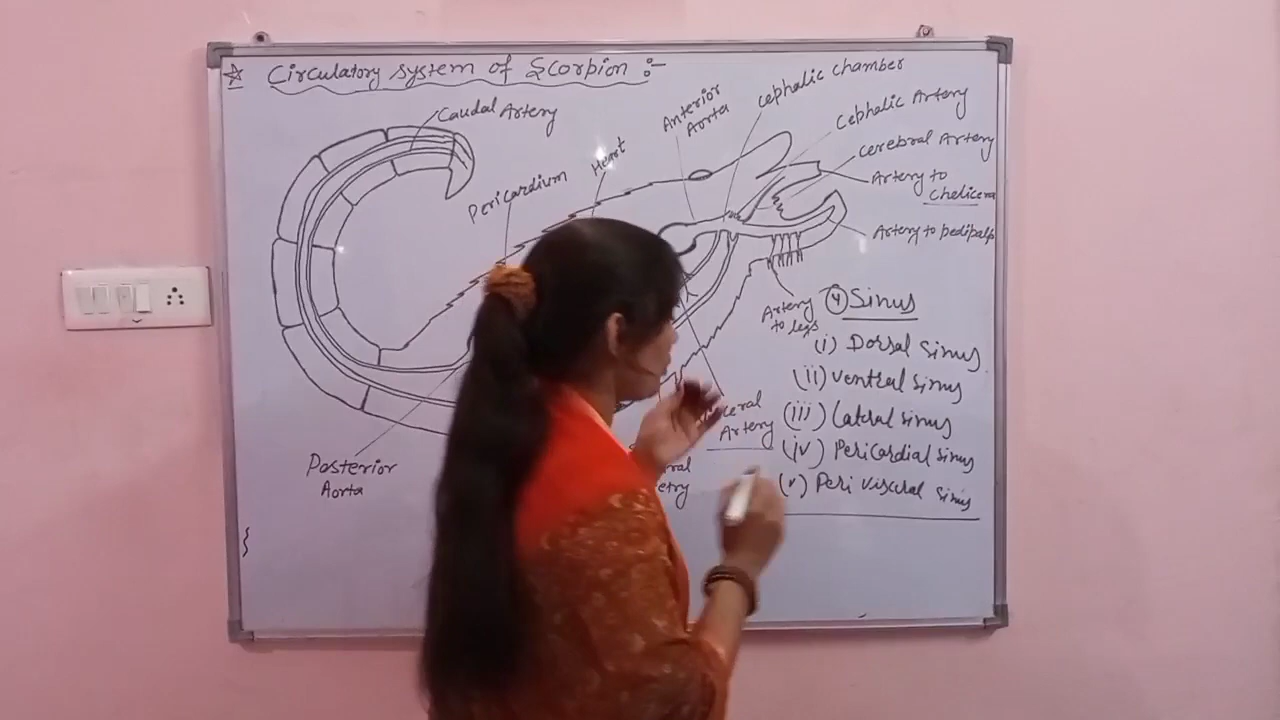 ☆ Circulatory system of Scorpion :-
Caudal Artery
Pericardium
Heart
Anterior
Aorta
cephalic chamber
cephalic Artery
cerebral Artery
Artery to
chelicera
Artery to pedipalp
Artery
to legs
④ Sinus
(i) Dorsal sinus
(ii) ventral sinus
(iii) Lateral sinus
(iv) Pericardial sinus
(v) Peri visceral sinus
Artery
Posterior
Aorta